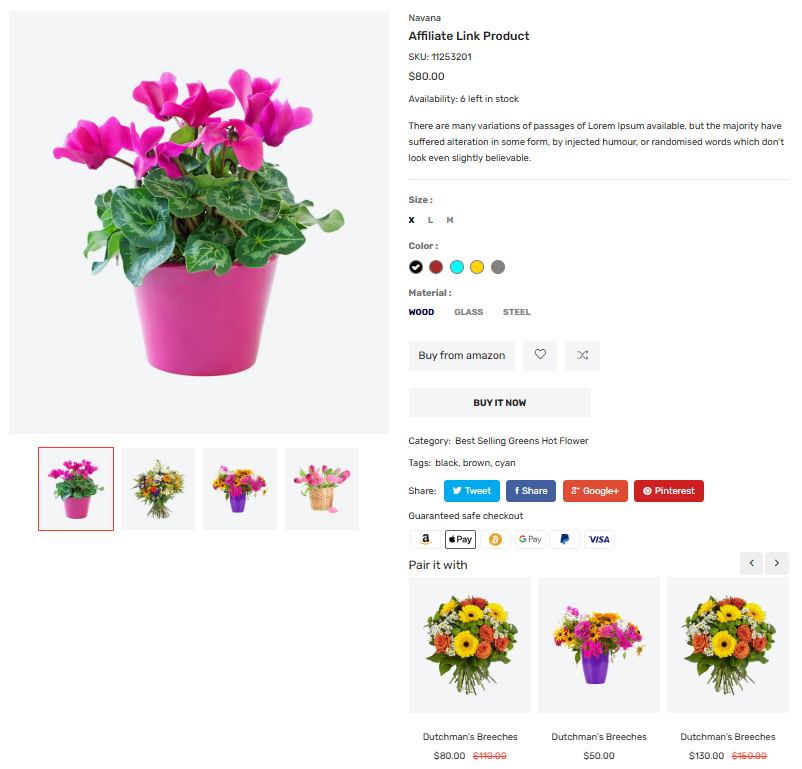 Navana
Affiliate Link Product
SKU: 11253201
$80.00
Availability: 6 left in stock
There are many variations of passages of Lorem Ipsum available, but the majority have
suffered alteration in some form, by injected humour, or randomised words which don't
look even slightly believable.
Size :
X L M
Color :
Material :
WOOD GLASS STEEL
Buy from amazon
BUY IT NOW
Category: Best Selling Greens Hot Flower
Tags: black, brown, cyan
Share: Tweet Share Google+ Pinterest
Guaranteed safe checkout
a Pay G Pay VISA
Pair it with
Dutchman's Breeches Dutchman's Breeches Dutchman's Breeches
$80.00 $110.00 $50.00 $130.00 $150.00